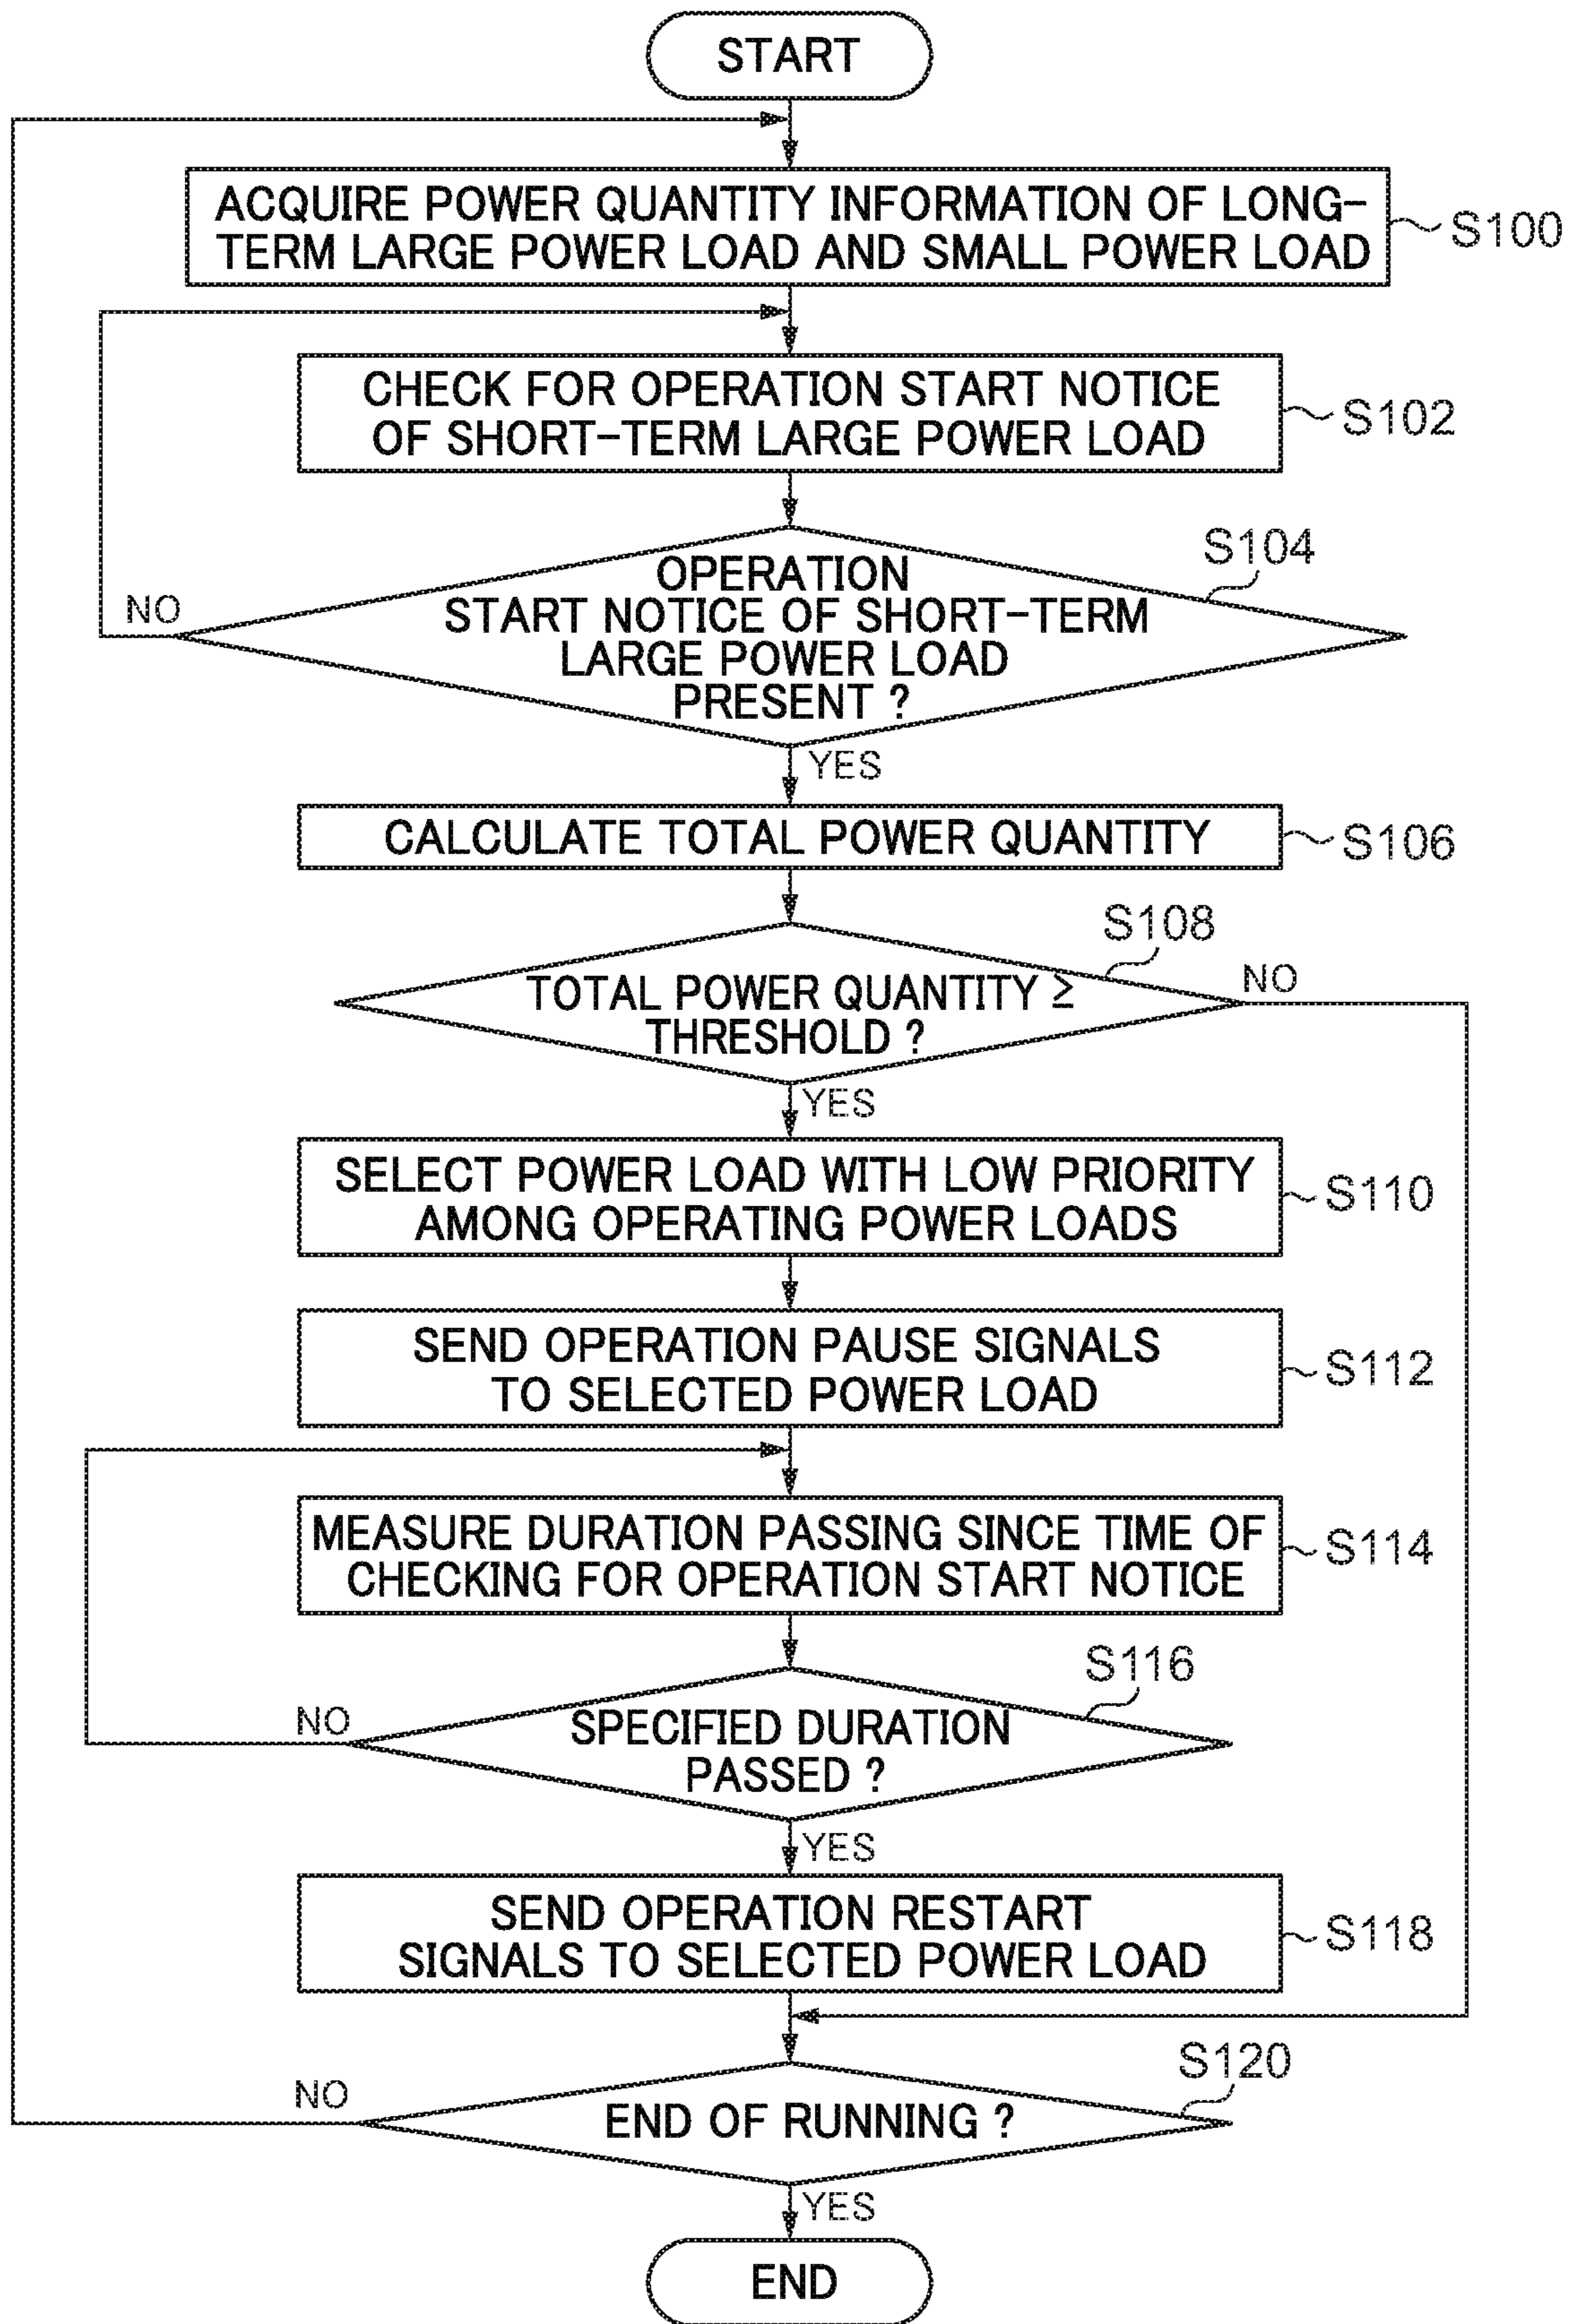 START
ACQUIRE POWER QUANTITY INFORMATION OF LONG-
TERM LARGE POWER LOAD AND SMALL POWER LOAD
S100
CHECK FOR OPERATION START NOTICE
OF SHORT-TERM LARGE POWER LOAD
S102
S104
OPERATION
START NOTICE OF SHORT-TERM
LARGE POWER LOAD
PRESENT ?
NO
YES
CALCULATE TOTAL POWER QUANTITY
S106
S108
TOTAL POWER QUANTITY ≥
THRESHOLD ?
NO
YES
SELECT POWER LOAD WITH LOW PRIORITY
AMONG OPERATING POWER LOADS
S110
SEND OPERATION PAUSE SIGNALS
TO SELECTED POWER LOAD
S112
MEASURE DURATION PASSING SINCE TIME OF
CHECKING FOR OPERATION START NOTICE
S114
S116
SPECIFIED DURATION
PASSED ?
NO
YES
SEND OPERATION RESTART
SIGNALS TO SELECTED POWER LOAD
S118
S120
END OF RUNNING ?
NO
YES
END